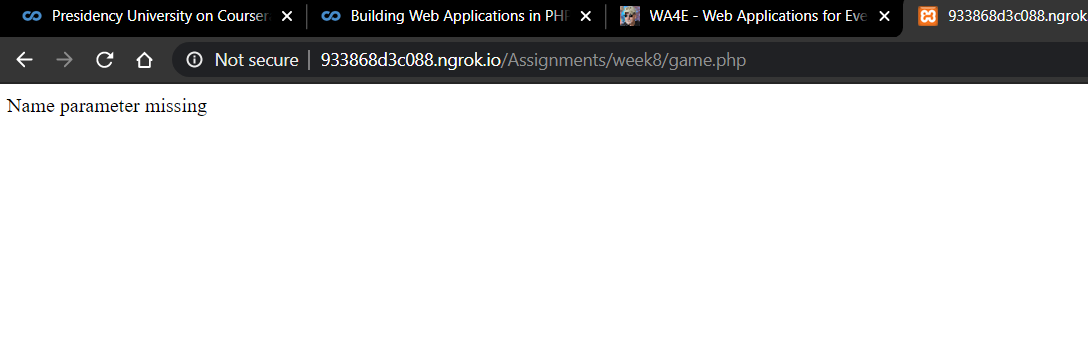 Presidency University on Courser
Building Web Applications in PHP
WA4E - Web Applications for Eve
933868d3c088.ngrok
Not secure
933868d3c088.ngrok.io/Assignments/week8/game.php
Name parameter missing